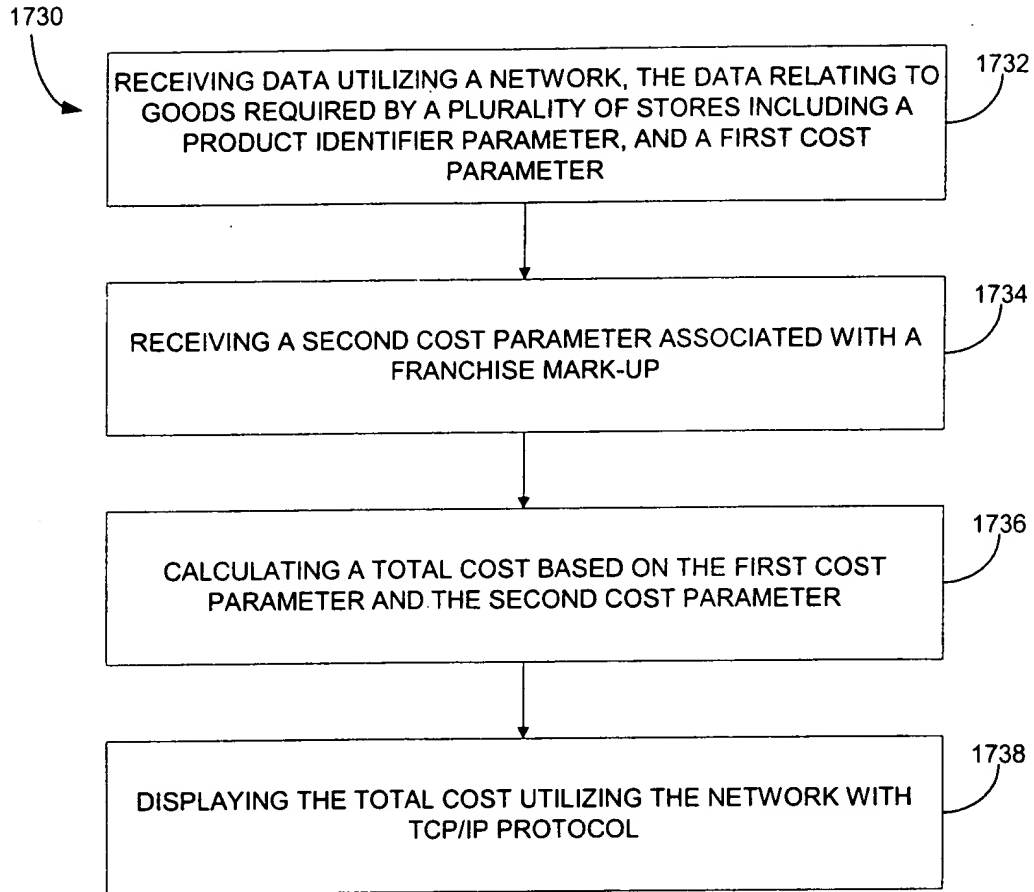 1730
RECEIVING DATA UTILIZING A NETWORK, THE DATA RELATING TO
GOODS REQUIRED BY A PLURALITY OF STORES INCLUDING A
PRODUCT IDENTIFIER PARAMETER, AND A FIRST COST
PARAMETER
1732
RECEIVING A SECOND COST PARAMETER ASSOCIATED WITH A
FRANCHISE MARK-UP
1734
CALCULATING A TOTAL COST BASED ON THE FIRST COST
PARAMETER AND THE SECOND COST PARAMETER
1736
DISPLAYING THE TOTAL COST UTILIZING THE NETWORK WITH
TCP/IP PROTOCOL
1738